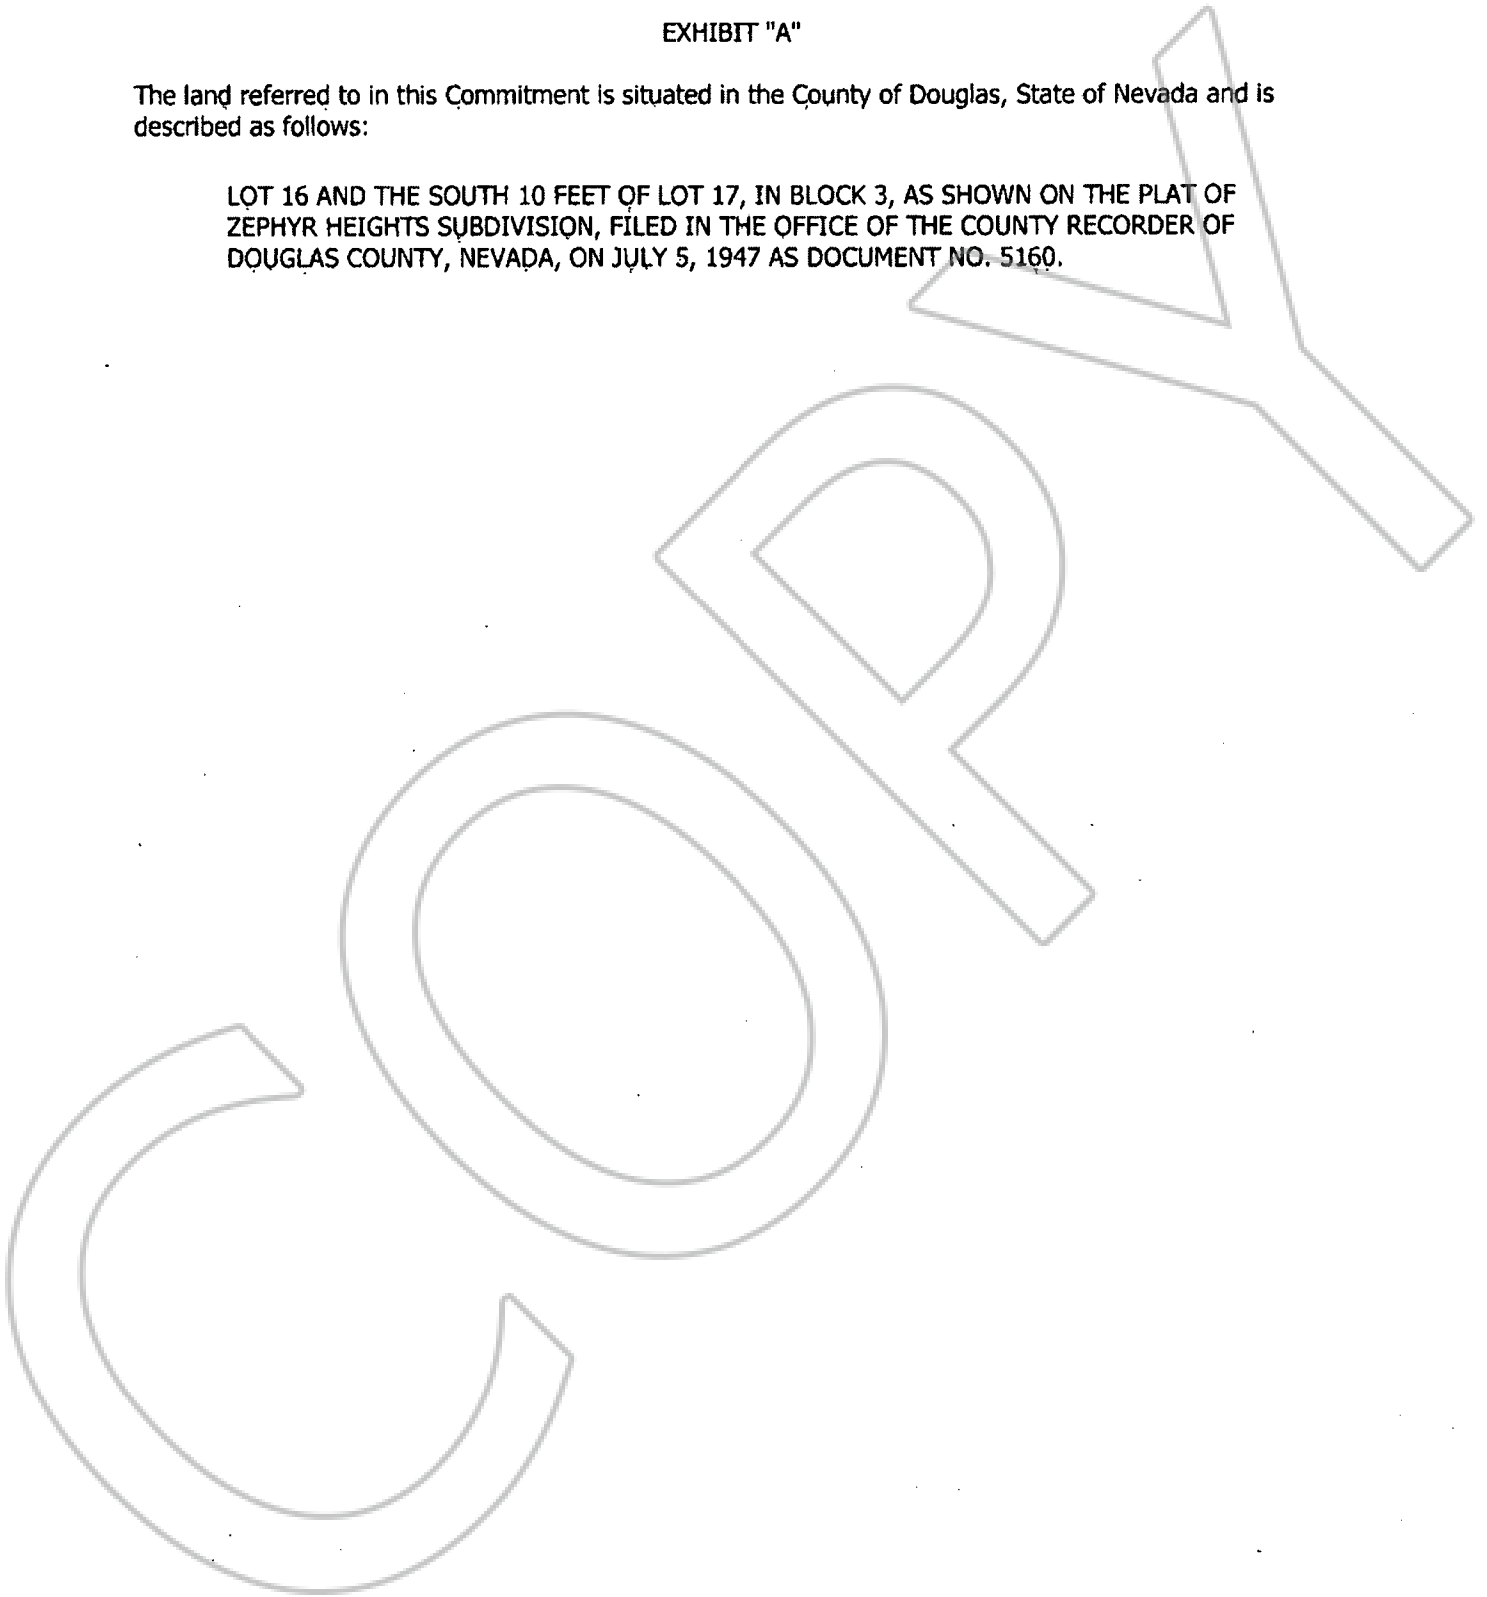 EXHIBIT "A"
The land referred to in this Commitment is situated in the County of Douglas, State of Nevada and is
described as follows:
LOT 16 AND THE SOUTH 10 FEET OF LOT 17, IN BLOCK 3, AS SHOWN ON THE PLAT OF
ZEPHYR HEIGHTS SUBDIVISION, FILED IN THE OFFICE OF THE COUNTY RECORDER OF
DOUGLAS COUNTY, NEVADA, ON JULY 5, 1947 AS DOCUMENT NO. 5160.
COPY